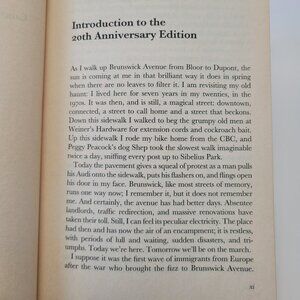 Introduction to the
20th Anniversary Edition
As I walk up Brunswick Avenue from Bloor to Dupont, the
sun is coming at me in that brilliant way it does in spring
when there are no leaves to filter it. I am revisiting my old
haunt: I lived here for seven years in my twenties, in the
1970s. It was then, and is still, a magical street: downtown,
connected, a street to call home and a street that beckons.
Down this sidewalk I walked to beg the grumpy old men at
Weiner's Hardware for extension cords and cockroach bait.
Up this sidewalk I rode my bike home from the CBC, and
Peggy Peacock's dog Shep took the slowest walk imaginable
twice a day, sniffing every post up to Sibelius Park.
Today the pavement gives a squeal of protest as a man pulls
his Audi onto the sidewalk, puts his flashers on, and flings open
his door in my face. Brunswick, like most streets of memory,
runs one way now; I remember it, but it does not remember
me. And certainly, the avenue has had better days. Absentee
landlords, traffic redirection, and massive renovations have
taken their toll. Still, I can feel its peculiar electricity. The place
had then and has now the air of an encampment; it is restless,
with periods of lull and waiting, sudden disasters, and tri-
umphs. Today we're here. Tomorrow we'll be on the march.
I suppose it was the first wave of immigrants from Europe
after the war who brought the fizz to Brunswick Avenue.
xi